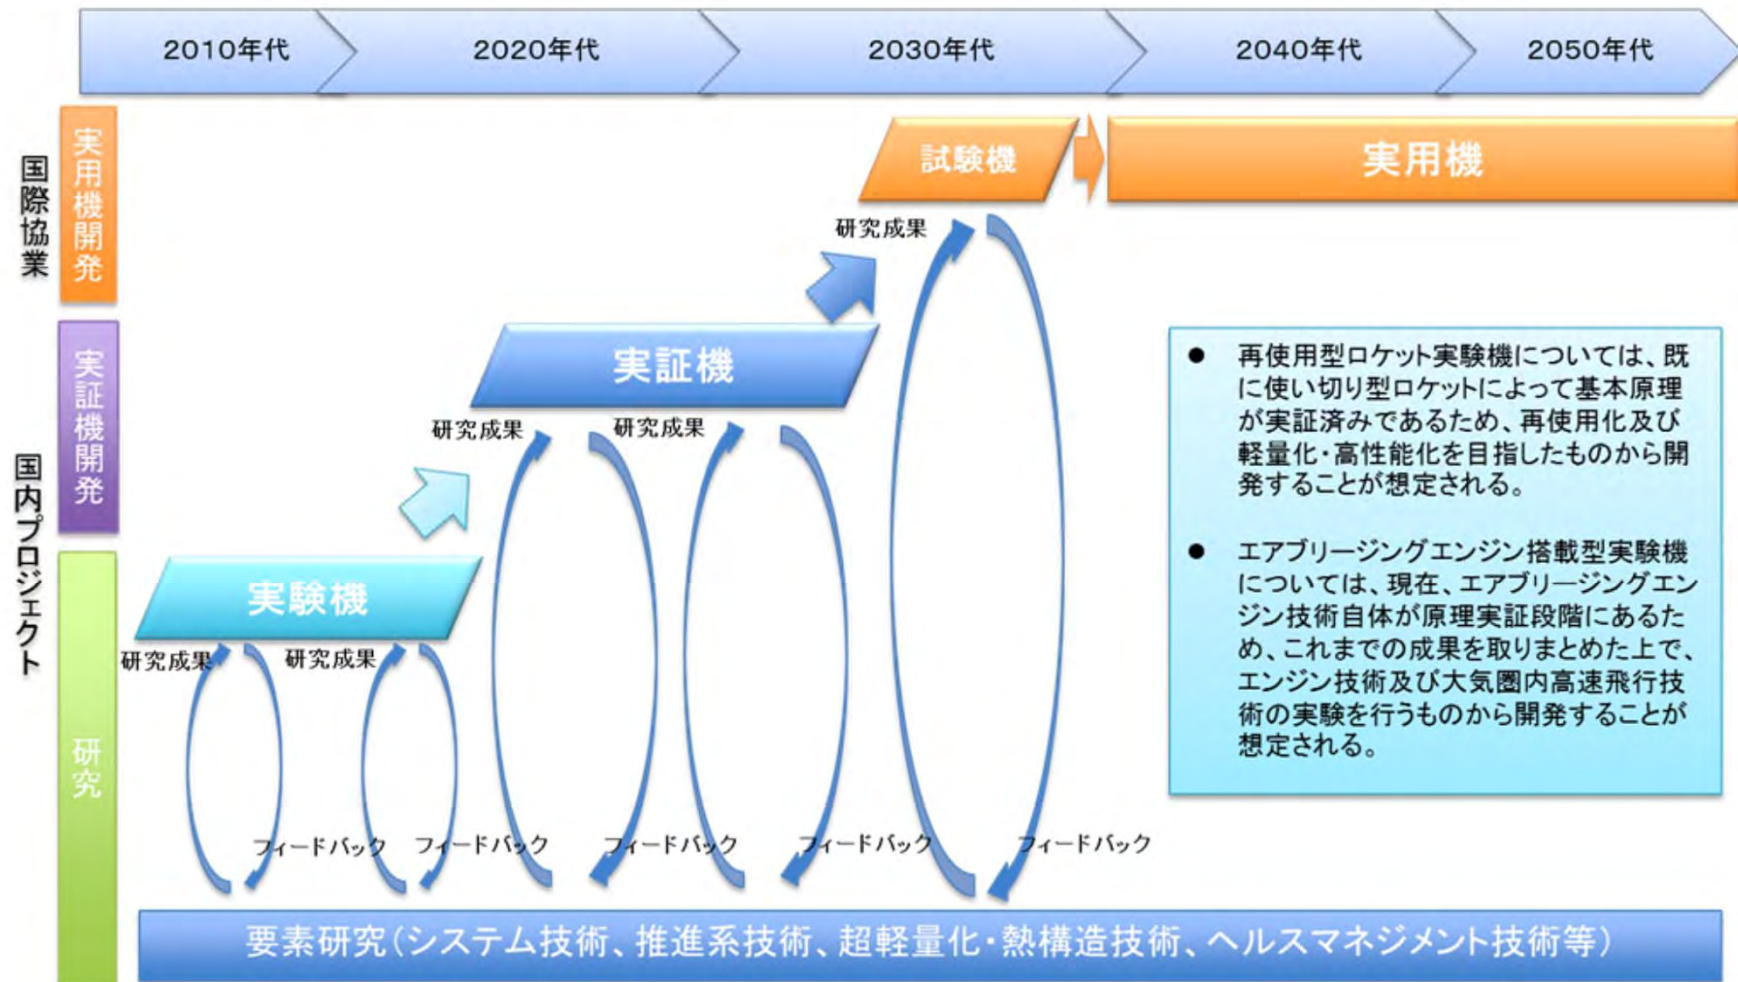 2010年代
2020年代
2030年代
2040年代
2050年代
国際協業
実用機開発
試験機
実用機
研究成果
国内プロジェクト
実証機開発
実証機
研究成果
研究成果
研究
実験機
研究成果
研究成果
フィードバック
フィードバック
フィードバック
フィードバック
フィードバック
● 再使用型ロケット実験機については、既
に使い切り型ロケットによって基本原理
が実証済みであるため、再使用化及び
軽量化・高性能化を目指したものから開
発することが想定される。
● エアブリージングエンジン搭載型実験機
については、現在、エアブリージングエン
ジン技術自体が原理実証段階にあるた
め、これまでの成果を取りまとめた上で、
エンジン技術及び大気圏内高速飛行技
術の実験を行うものから開発することが
想定される。
要素研究（システム技術、推進系技術、超軽量化・熱構造技術、ヘルスマネジメント技術等）